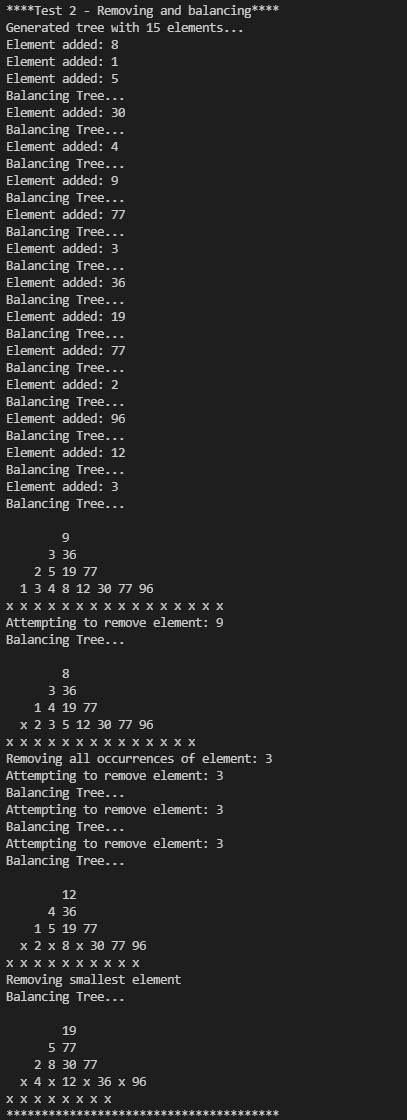 ****Test 2 - Removing and balancing****
Generated tree with 15 elements...
Element added: 8
Element added: 1
Element added: 5
Balancing Tree...
Element added: 30
Balancing Tree...
Element added: 4
Balancing Tree...
Element added: 9
Balancing Tree...
Element added: 77
Balancing Tree...
Element added: 3
Balancing Tree...
Element added: 36
Balancing Tree...
Element added: 19
Balancing Tree...
Element added: 77
Balancing Tree...
Element added: 2
Balancing Tree...
Element added: 96
Balancing Tree...
Element added: 12
Balancing Tree...
Element added: 3
Balancing Tree...
9
3 36
2 5 19 77
1 3 4 8 12 30 77 96
x x x x x x x x x x x x x x x x
Attempting to remove element: 9
Balancing Tree...
8
3 36
1 4 19 77
x 2 3 5 12 30 77 96
x x x x x x x x x x x x x x
Removing all occurrences of element: 3
Attempting to remove element: 3
Balancing Tree...
Attempting to remove element: 3
Balancing Tree...
Attempting to remove element: 3
Balancing Tree...
12
4 36
1 5 19 77
x 2 x 8 x 30 77 96
x x x x x x x x x x
Removing smallest element
Balancing Tree...
19
5 77
2 8 30 77
x 4 x 12 x 36 x 96
x x x x x x x x
***************************************